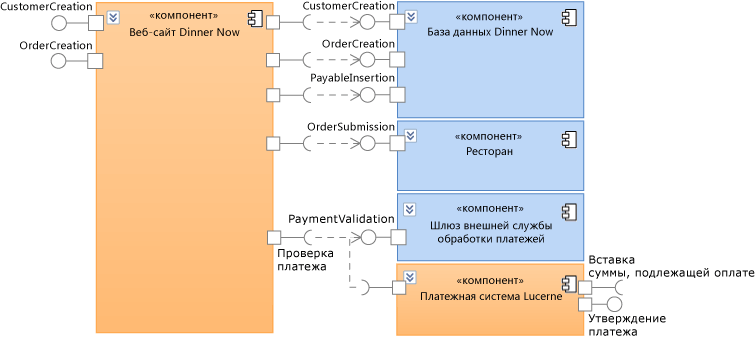 CustomerCreation
OrderCreation
«компонент»
Веб-сайт Dinner Now
CustomerCreation
OrderCreation
PayableInsertion
«компонент»
База данных Dinner Now
OrderSubmission
«компонент»
Ресторан
PaymentValidation
Проверка
платежа
«компонент»
Шлюз внешней службы
обработки платежей
«компонент»
Платежная система Lucerne
Вставка
суммы, подлежащей оплате
Утверждение
платежа